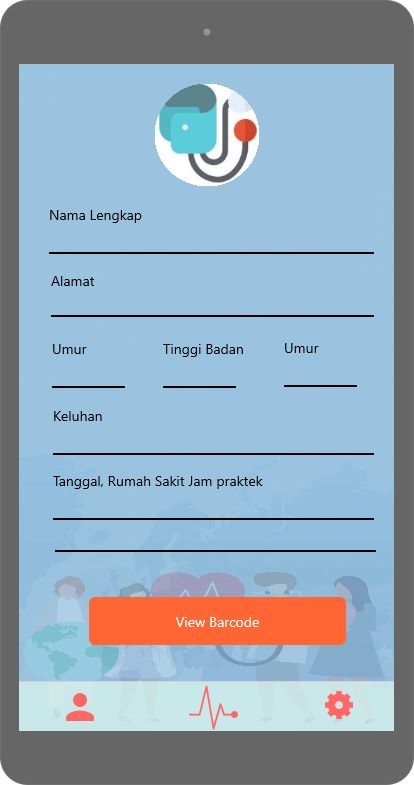 Nama Lengkap
Alamat
Umur Tinggi Badan Umur
Keluhan
Tanggal, Rumah Sakit Jam praktek
View Barcode